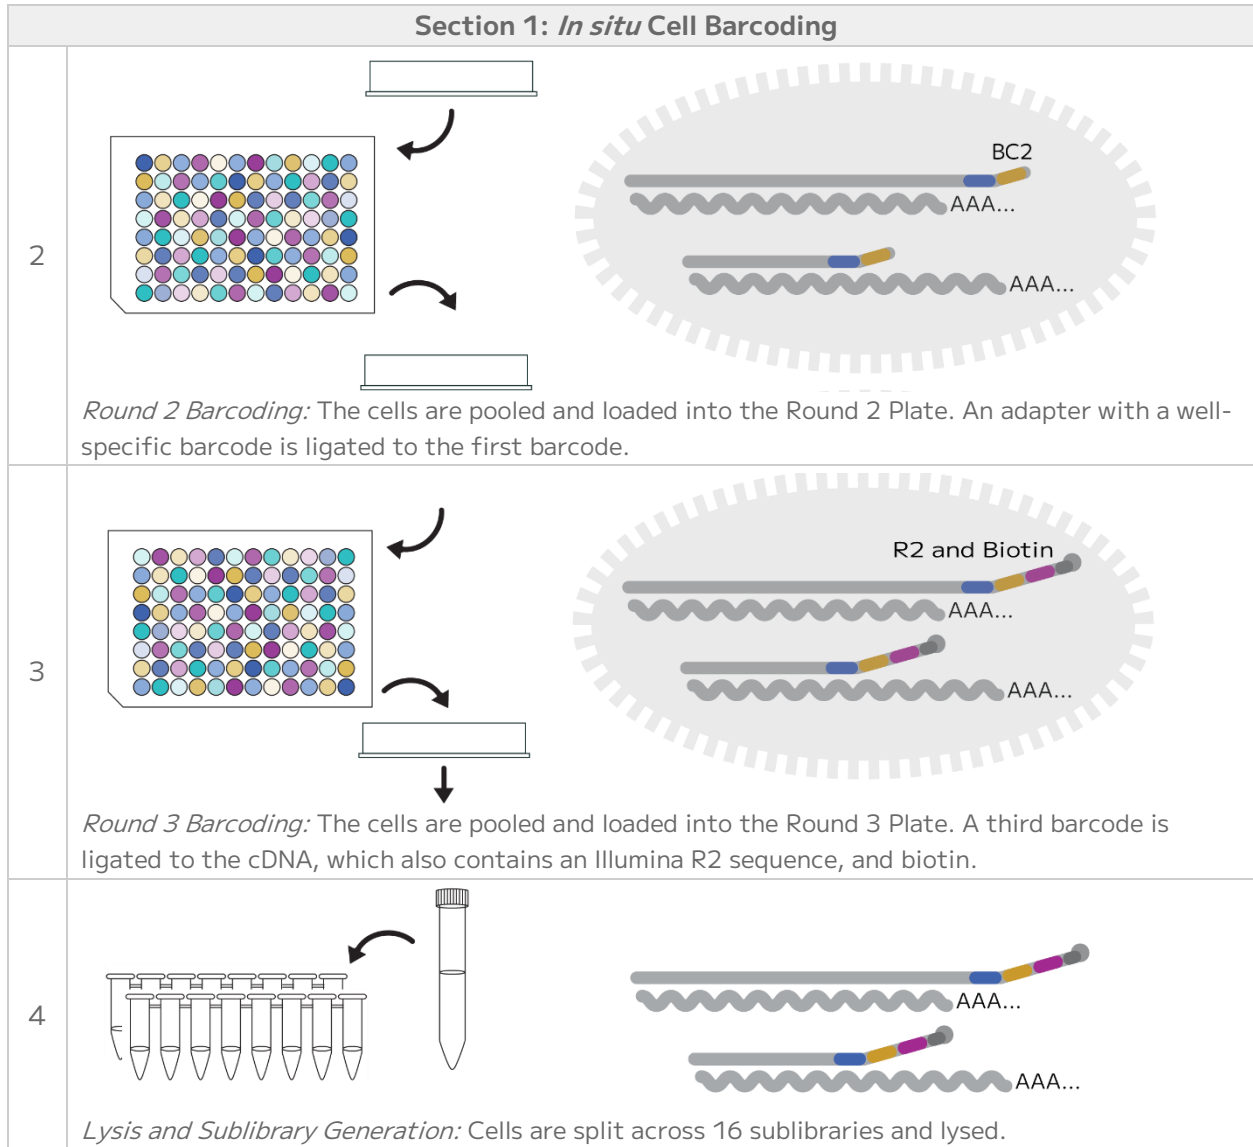 Section 1: In situ Cell Barcoding
2
BC2
AAA...
AAA...
Round 2 Barcoding: The cells are pooled and loaded into the Round 2 Plate. An adapter with a well-
specific barcode is ligated to the first barcode.
3
R2 and Biotin
AAA...
AAA...
Round 3 Barcoding: The cells are pooled and loaded into the Round 3 Plate. A third barcode is
ligated to the cDNA, which also contains an Illumina R2 sequence, and biotin.
4
AAA...
AAA...
Lysis and Sublibrary Generation: Cells are split across 16 sublibraries and lysed.